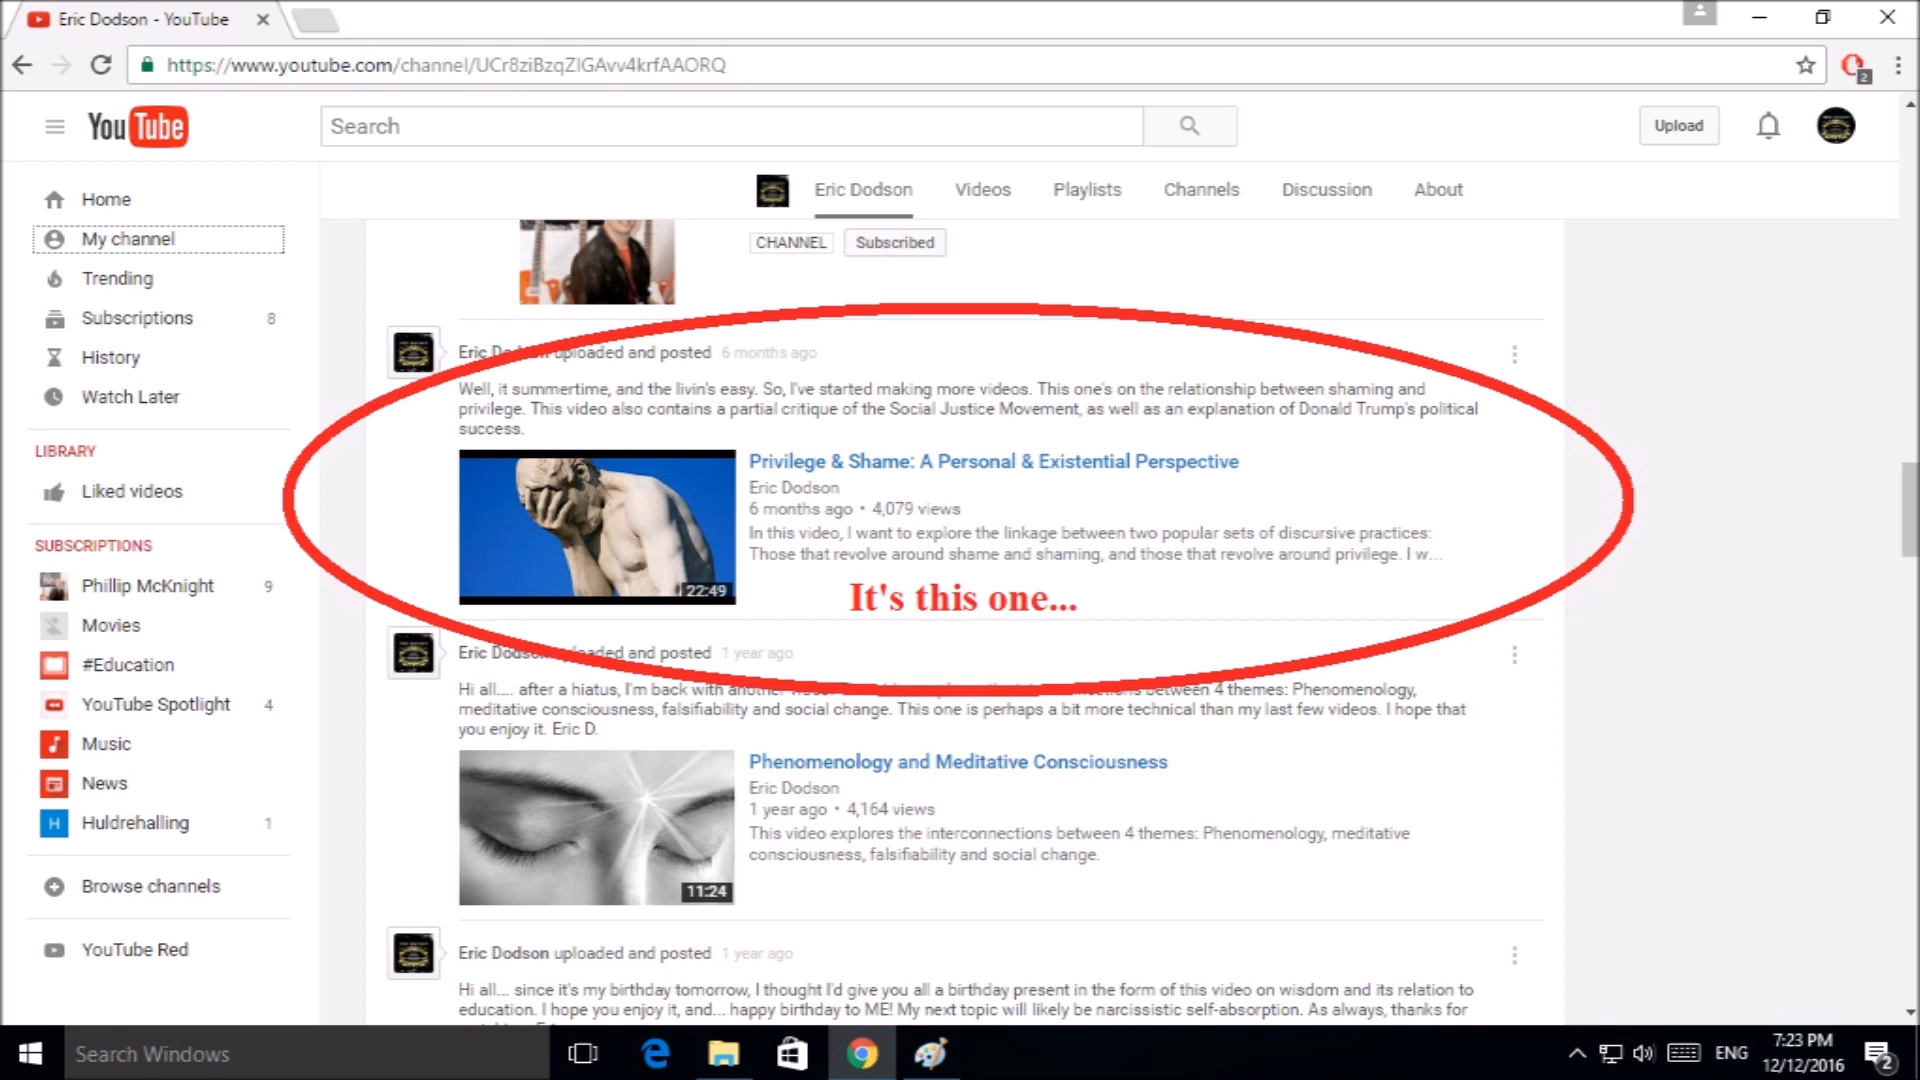 Eric Dodson - YouTube
https://www.youtube.com/channel/UCr8ziBzqZIGAvv4krfAAORQ
2
YouTube
Search
Upload
Home
My channel
Trending
Subscriptions 8
History
Watch Later
LIBRARY
Liked videos
SUBSCRIPTIONS
Phillip McKnight 9
Movies
#Education
YouTube Spotlight 4
Music
News
H Huldrehalling 1
Browse channels
YouTube Red
Eric Dodson Videos Playlists Channels Discussion About
CHANNEL Subscribed
Eric Dodson uploaded and posted 6 months ago
Well, it summertime, and the livin's easy. So, I've started making more videos. This one's on the relationship between shaming and
privilege. This video also contains a partial critique of the Social Justice Movement, as well as an explanation of Donald Trump's political
success.
Privilege & Shame: A Personal & Existential Perspective
Eric Dodson
6 months ago • 4,079 views
In this video, I want to explore the linkage between two popular sets of discursive practices:
Those that revolve around shame and shaming, and those that revolve around privilege. I w...
22:49
It's this one...
Eric Dodson uploaded and posted 1 year ago
Hi all.... after a hiatus, I'm back with another between 4 themes: Phenomenology,
meditative consciousness, falsifiability and social change. This one is perhaps a bit more technical than my last few videos. I hope that
you enjoy it. Eric D.
Phenomenology and Meditative Consciousness
Eric Dodson
1 year ago • 4,164 views
This video explores the interconnections between 4 themes: Phenomenology, meditative
consciousness, falsifiability and social change.
11:24
Eric Dodson uploaded and posted 1 year ago
Hi all... since it's my birthday tomorrow, I thought I'd give you all a birthday present in the form of this video on wisdom and its relation to
education. I hope you enjoy it, and... happy birthday to ME! My next topic will likely be narcissistic self-absorption. As always, thanks for
Search Windows
ENG
7:23 PM
12/12/2016
2